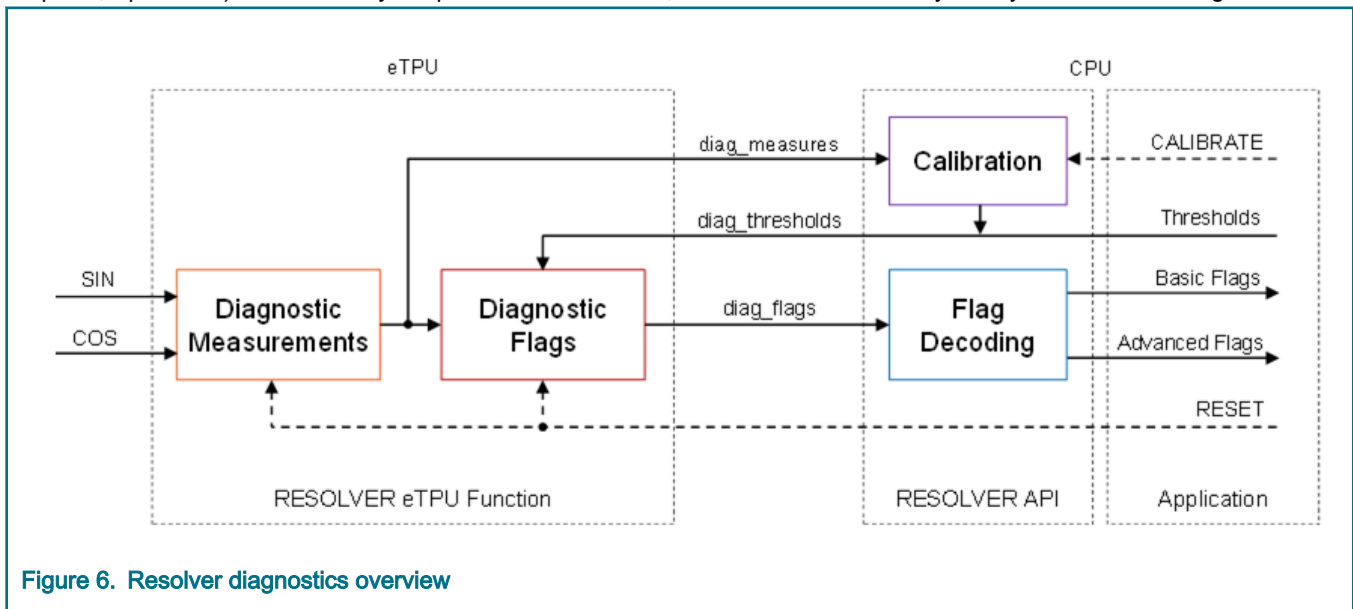 eTPU
CPU
diag_measures
Calibration
CALIBRATE
diag_thresholds
Thresholds
SIN
COS
Diagnostic
Measurements
Diagnostic
Flags
diag_flags
Flag
Decoding
Basic Flags
Advanced Flags
RESET
RESOLVER eTPU Function
RESOLVER API
Application
Figure 6. Resolver diagnostics overview